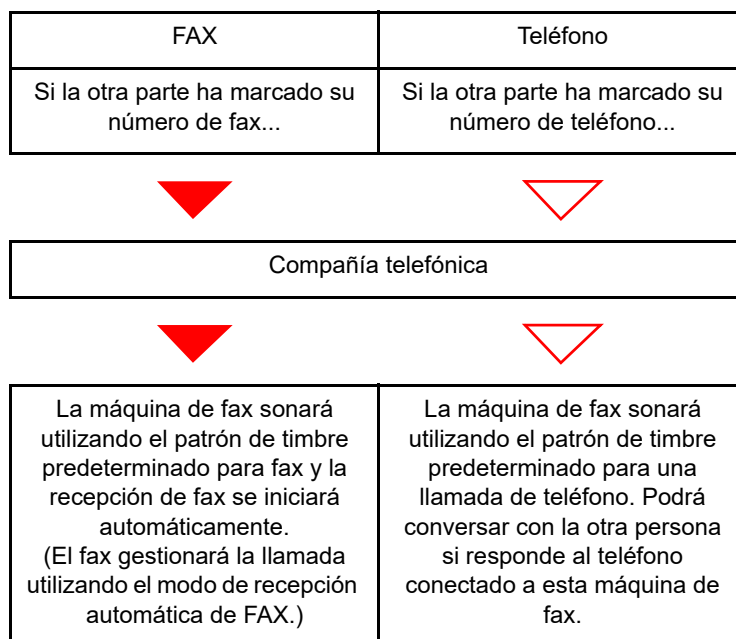 FAX
Teléfono
Si la otra parte ha marcado su
número de fax...
Si la otra parte ha marcado su
número de teléfono...
Compañía telefónica
La máquina de fax sonará
utilizando el patrón de timbre
predeterminado para fax y la
recepción de fax se iniciará
automáticamente.
(El fax gestionará la llamada
utilizando el modo de recepción
automática de FAX.)
La máquina de fax sonará
utilizando el patrón de timbre
predeterminado para una
llamada de teléfono. Podrá
conversar con la otra persona
si responde al teléfono
conectado a esta máquina de
fax.